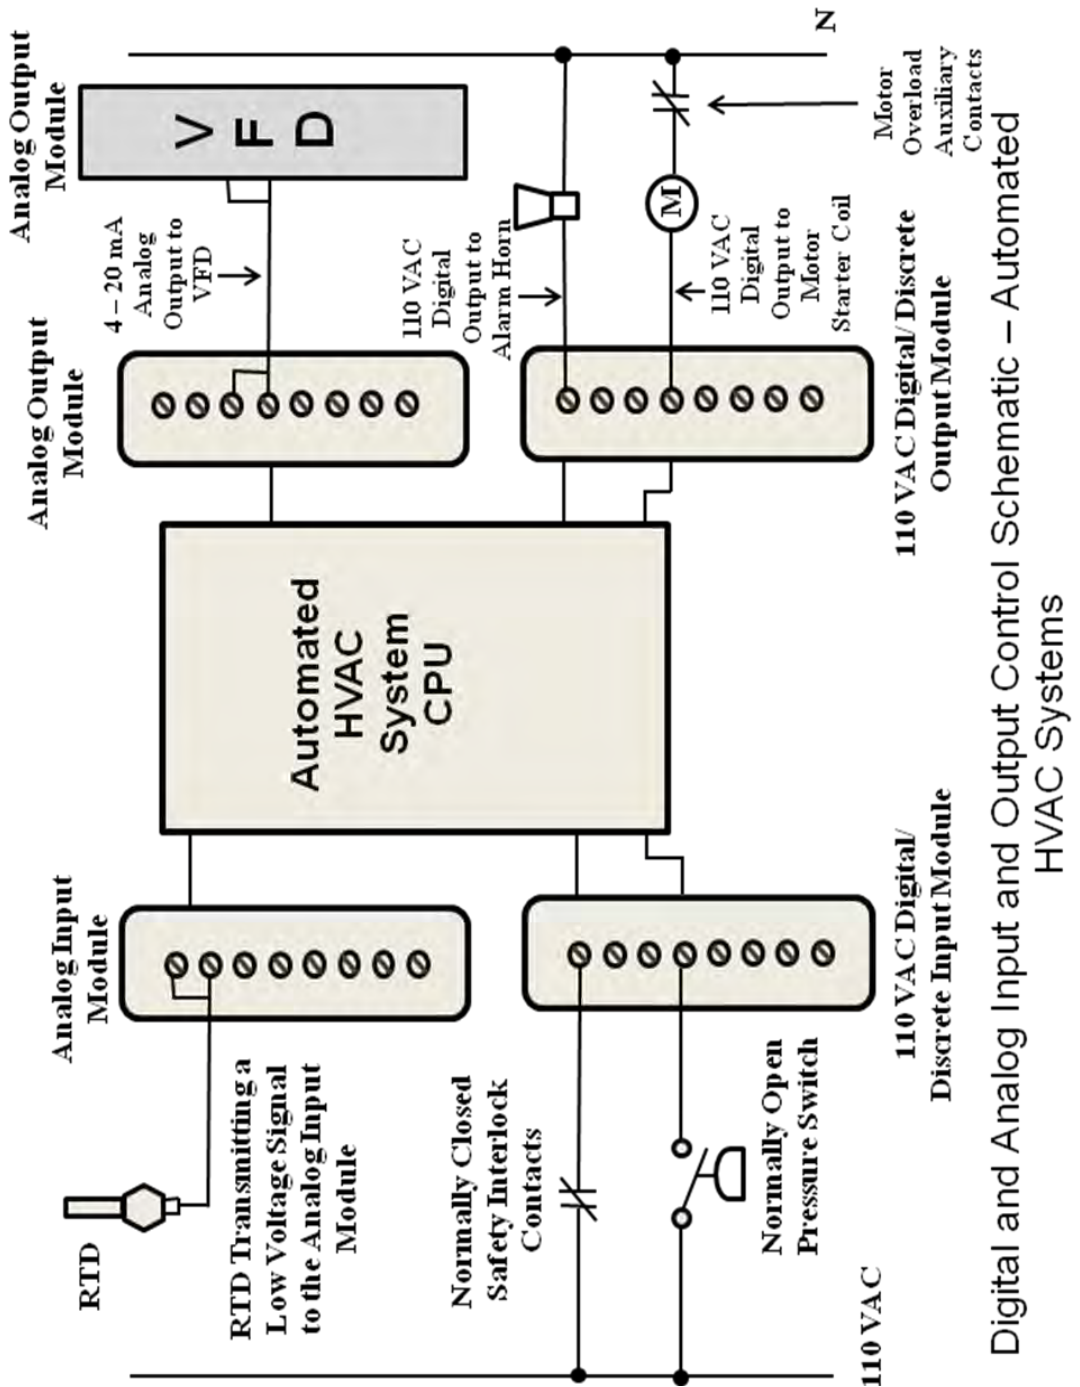 RTD
RTD Transmitting a
Low Voltage Signal
to the Analog Input
Module
Analog Input
Module
Normally Closed
Safety Interlock
Contacts
Normally Open
Pressure Switch
110 VAC
110 VAC Digital/
Discrete Input Module
Automated
HVAC
System
CPU
Analog Output
Module
4 – 20 mA
Analog
Output to
VFD
Analog Output
Module
V
F
D
110 VAC
Digital
Output to
Alarm Horn
M
110 VAC
Digital
Output to
Motor
Starter Coil
110 VAC Digital/ Discrete
Output Module
Motor
Overload
Auxiliary
Contacts
N
Digital and Analog Input and Output Control Schematic – Automated
HVAC Systems